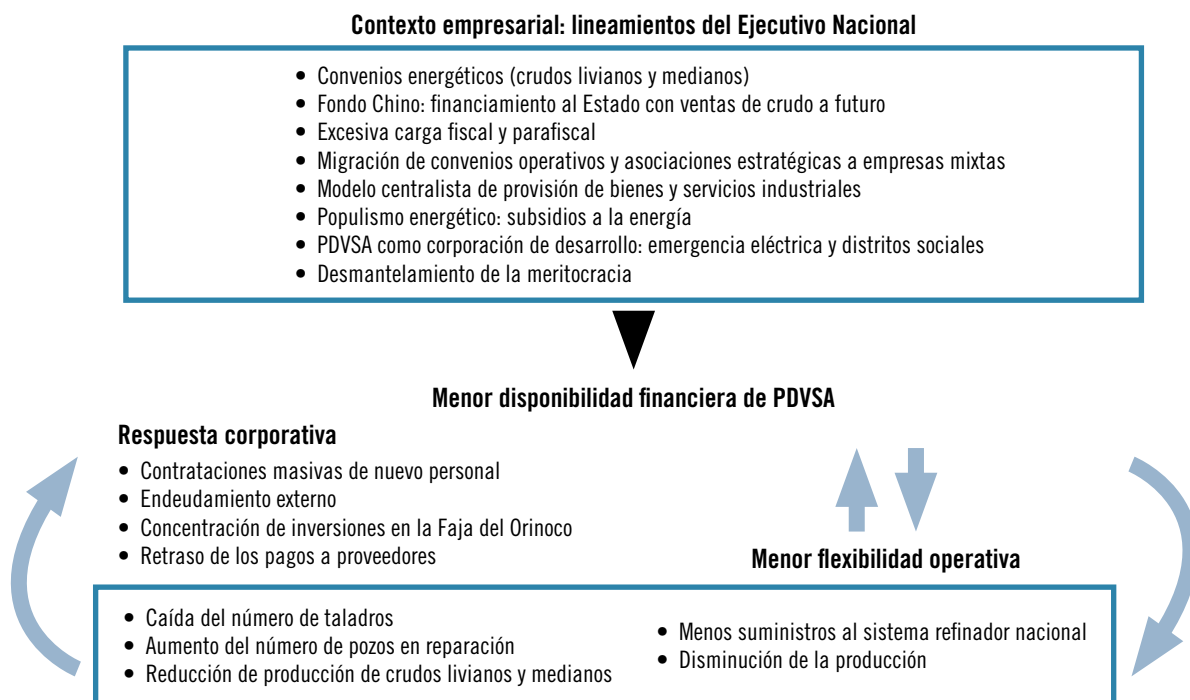 Contexto empresarial: lineamientos del Ejecutivo Nacional
• Convenios energéticos (crudos livianos y medianos)
• Fondo Chino: financiamiento al Estado con ventas de crudo a futuro
• Excesiva carga fiscal y parafiscal
• Migración de convenios operativos y asociaciones estratégicas a empresas mixtas
• Modelo centralista de provisión de bienes y servicios industriales
• Populismo energético: subsidios a la energía
• PDVSA como corporación de desarrollo: emergencia eléctrica y distritos sociales
• Desmantelamiento de la meritocracia
Menor disponibilidad financiera de PDVSA
Respuesta corporativa
• Contrataciones masivas de nuevo personal
• Endeudamiento externo
• Concentración de inversiones en la Faja del Orinoco
• Retraso de los pagos a proveedores
Menor flexibilidad operativa
• Caída del número de taladros
• Aumento del número de pozos en reparación
• Reducción de producción de crudos livianos y medianos
• Menos suministros al sistema refinador nacional
• Disminución de la producción